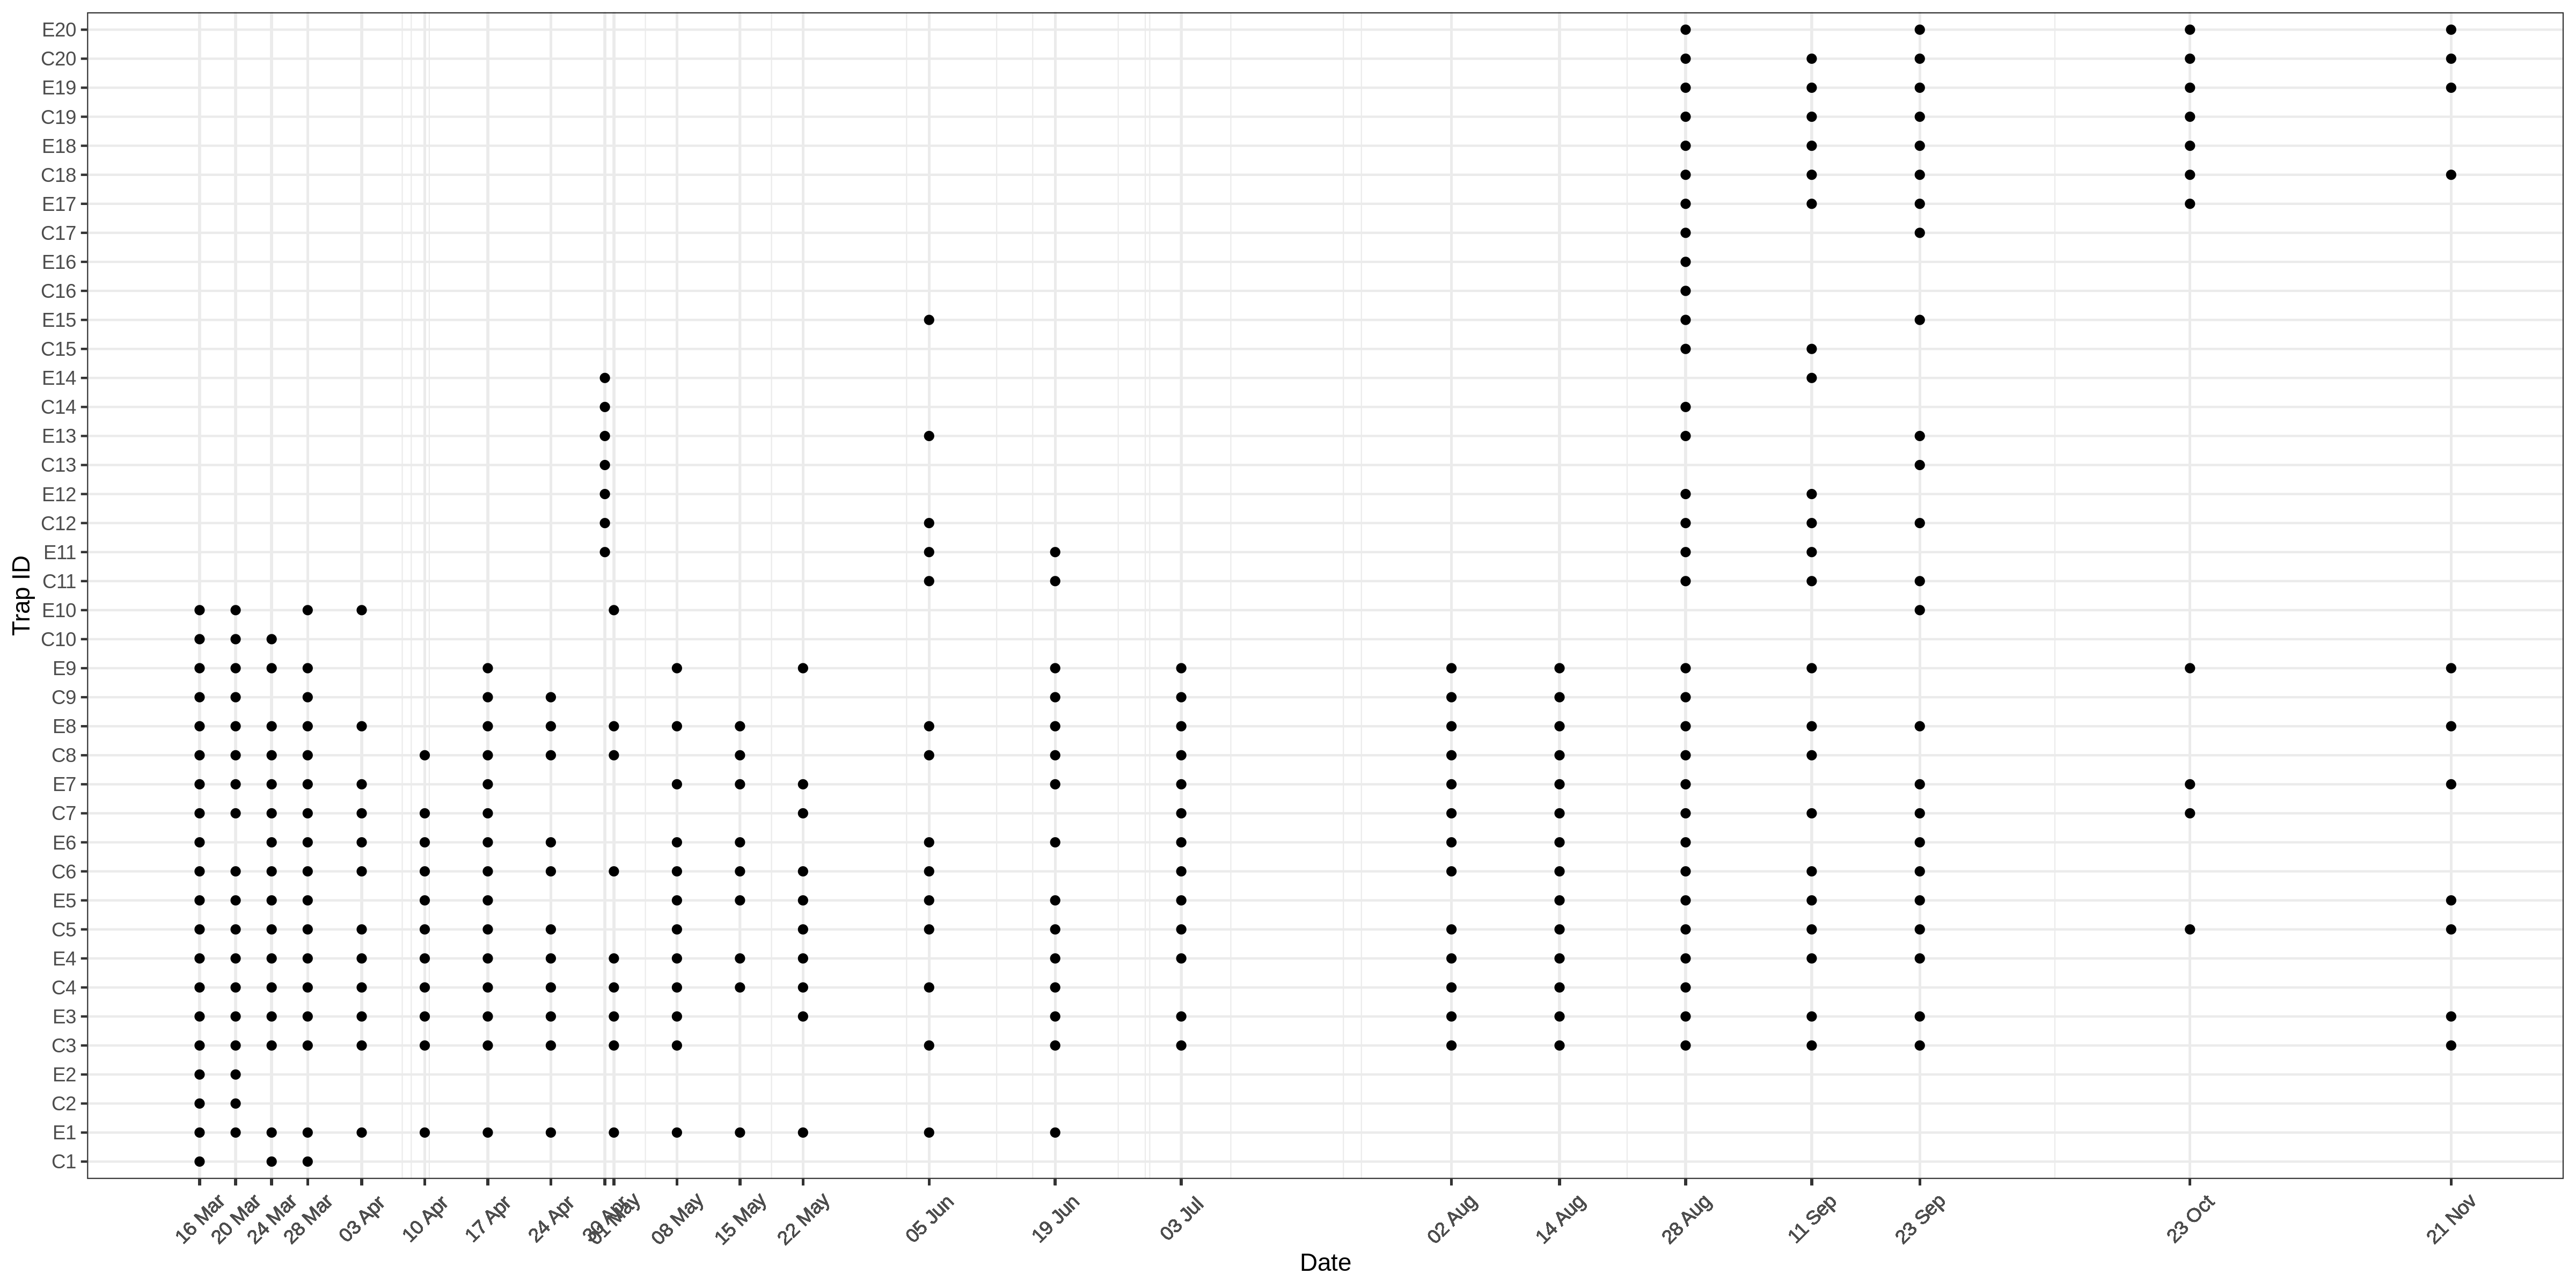 E20
C20
E19
C19
E18
C18
E17
C17
E16
C16
E15
C15
E14
C14
E13
C13
E12
C12
E11
C11
E10
C10
E9
C9
E8
C8
E7
C7
E6
C6
E5
C5
E4
C4
E3
C3
E2
C2
E1
C1
Trap ID
16 Mar
20 Mar
24 Mar
28 Mar
03 Apr
10 Apr
17 Apr
24 Apr
30 Apr
01 May
08 May
15 May
22 May
05 Jun
19 Jun
03 Jul
02 Aug
14 Aug
28 Aug
11 Sep
23 Sep
23 Oct
21 Nov
Date